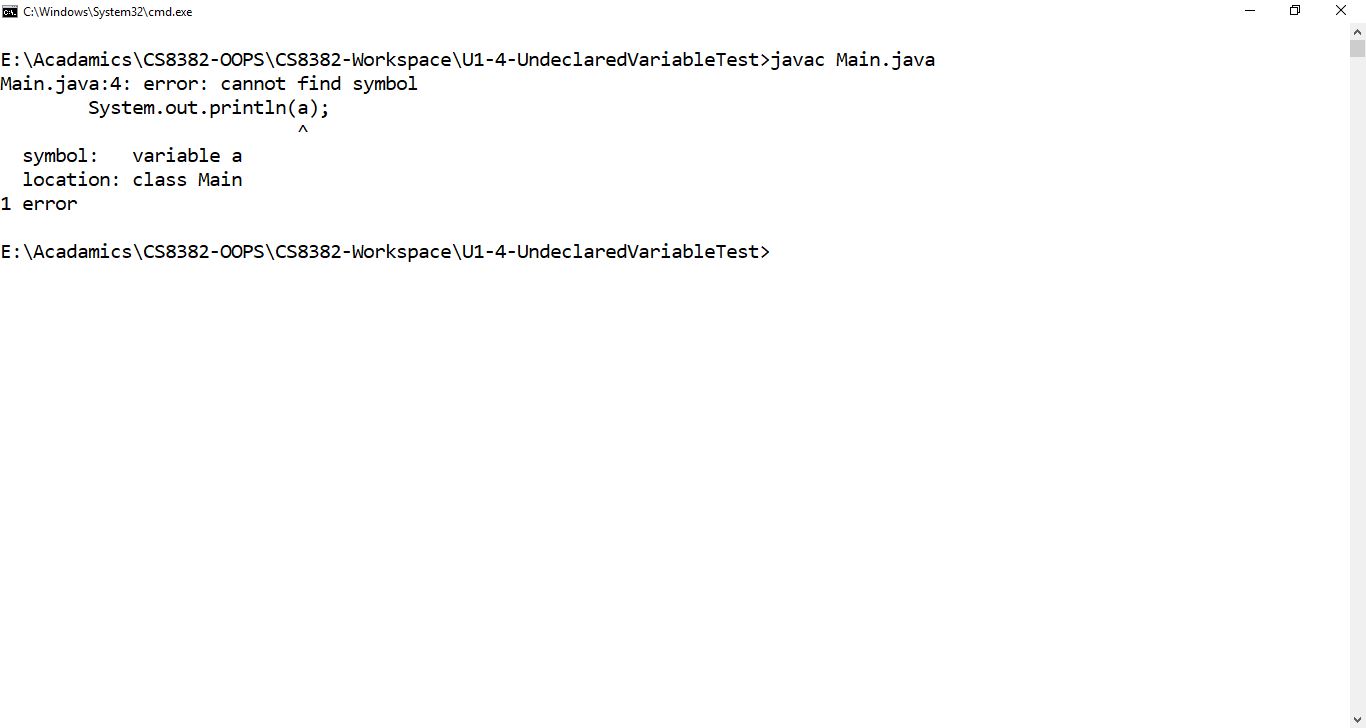 C:\Windows\System32\cmd.exe
E:\Acadamics\CS8382-OOPS\CS8382-Workspace\U1-4-UndeclaredVariableTest>javac Main.java
Main.java:4: error: cannot find symbol
        System.out.println(a);
                           ^
  symbol:   variable a
  location: class Main
1 error
E:\Acadamics\CS8382-OOPS\CS8382-Workspace\U1-4-UndeclaredVariableTest>